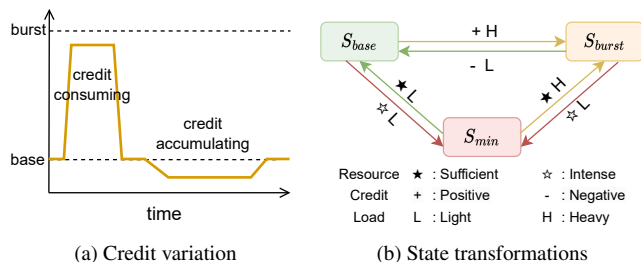 burst
credit
consuming
credit
accumulating
base
time
(a) Credit variation
S_base
+ H
- L
S_burst
★ L
☆ L
★ H
☆ L
S_min
Resource ★ : Sufficient ☆ : Intense
Credit + : Positive - : Negative
Load L : Light H : Heavy
(b) State transformations